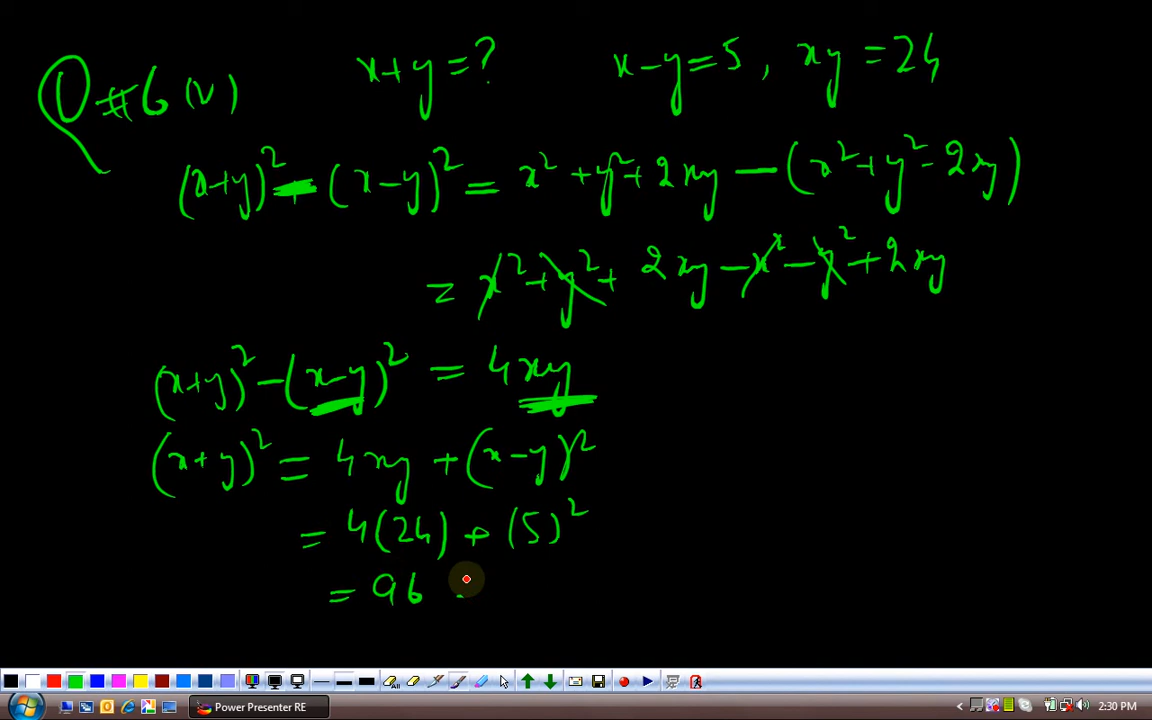 Q#6(v) x+y=? x-y=5, xy=24
(x+y)²-(x-y)²=x²+y²+2xy-(x²+y²-2xy)
=x²+y²+2xy-x²-y²+2xy
(x+y)²-(x-y)²=4xy
(x+y)²=4xy+(x-y)²
=4(24)+(5)²
=96
All
Power Presenter RE
2:30 PM